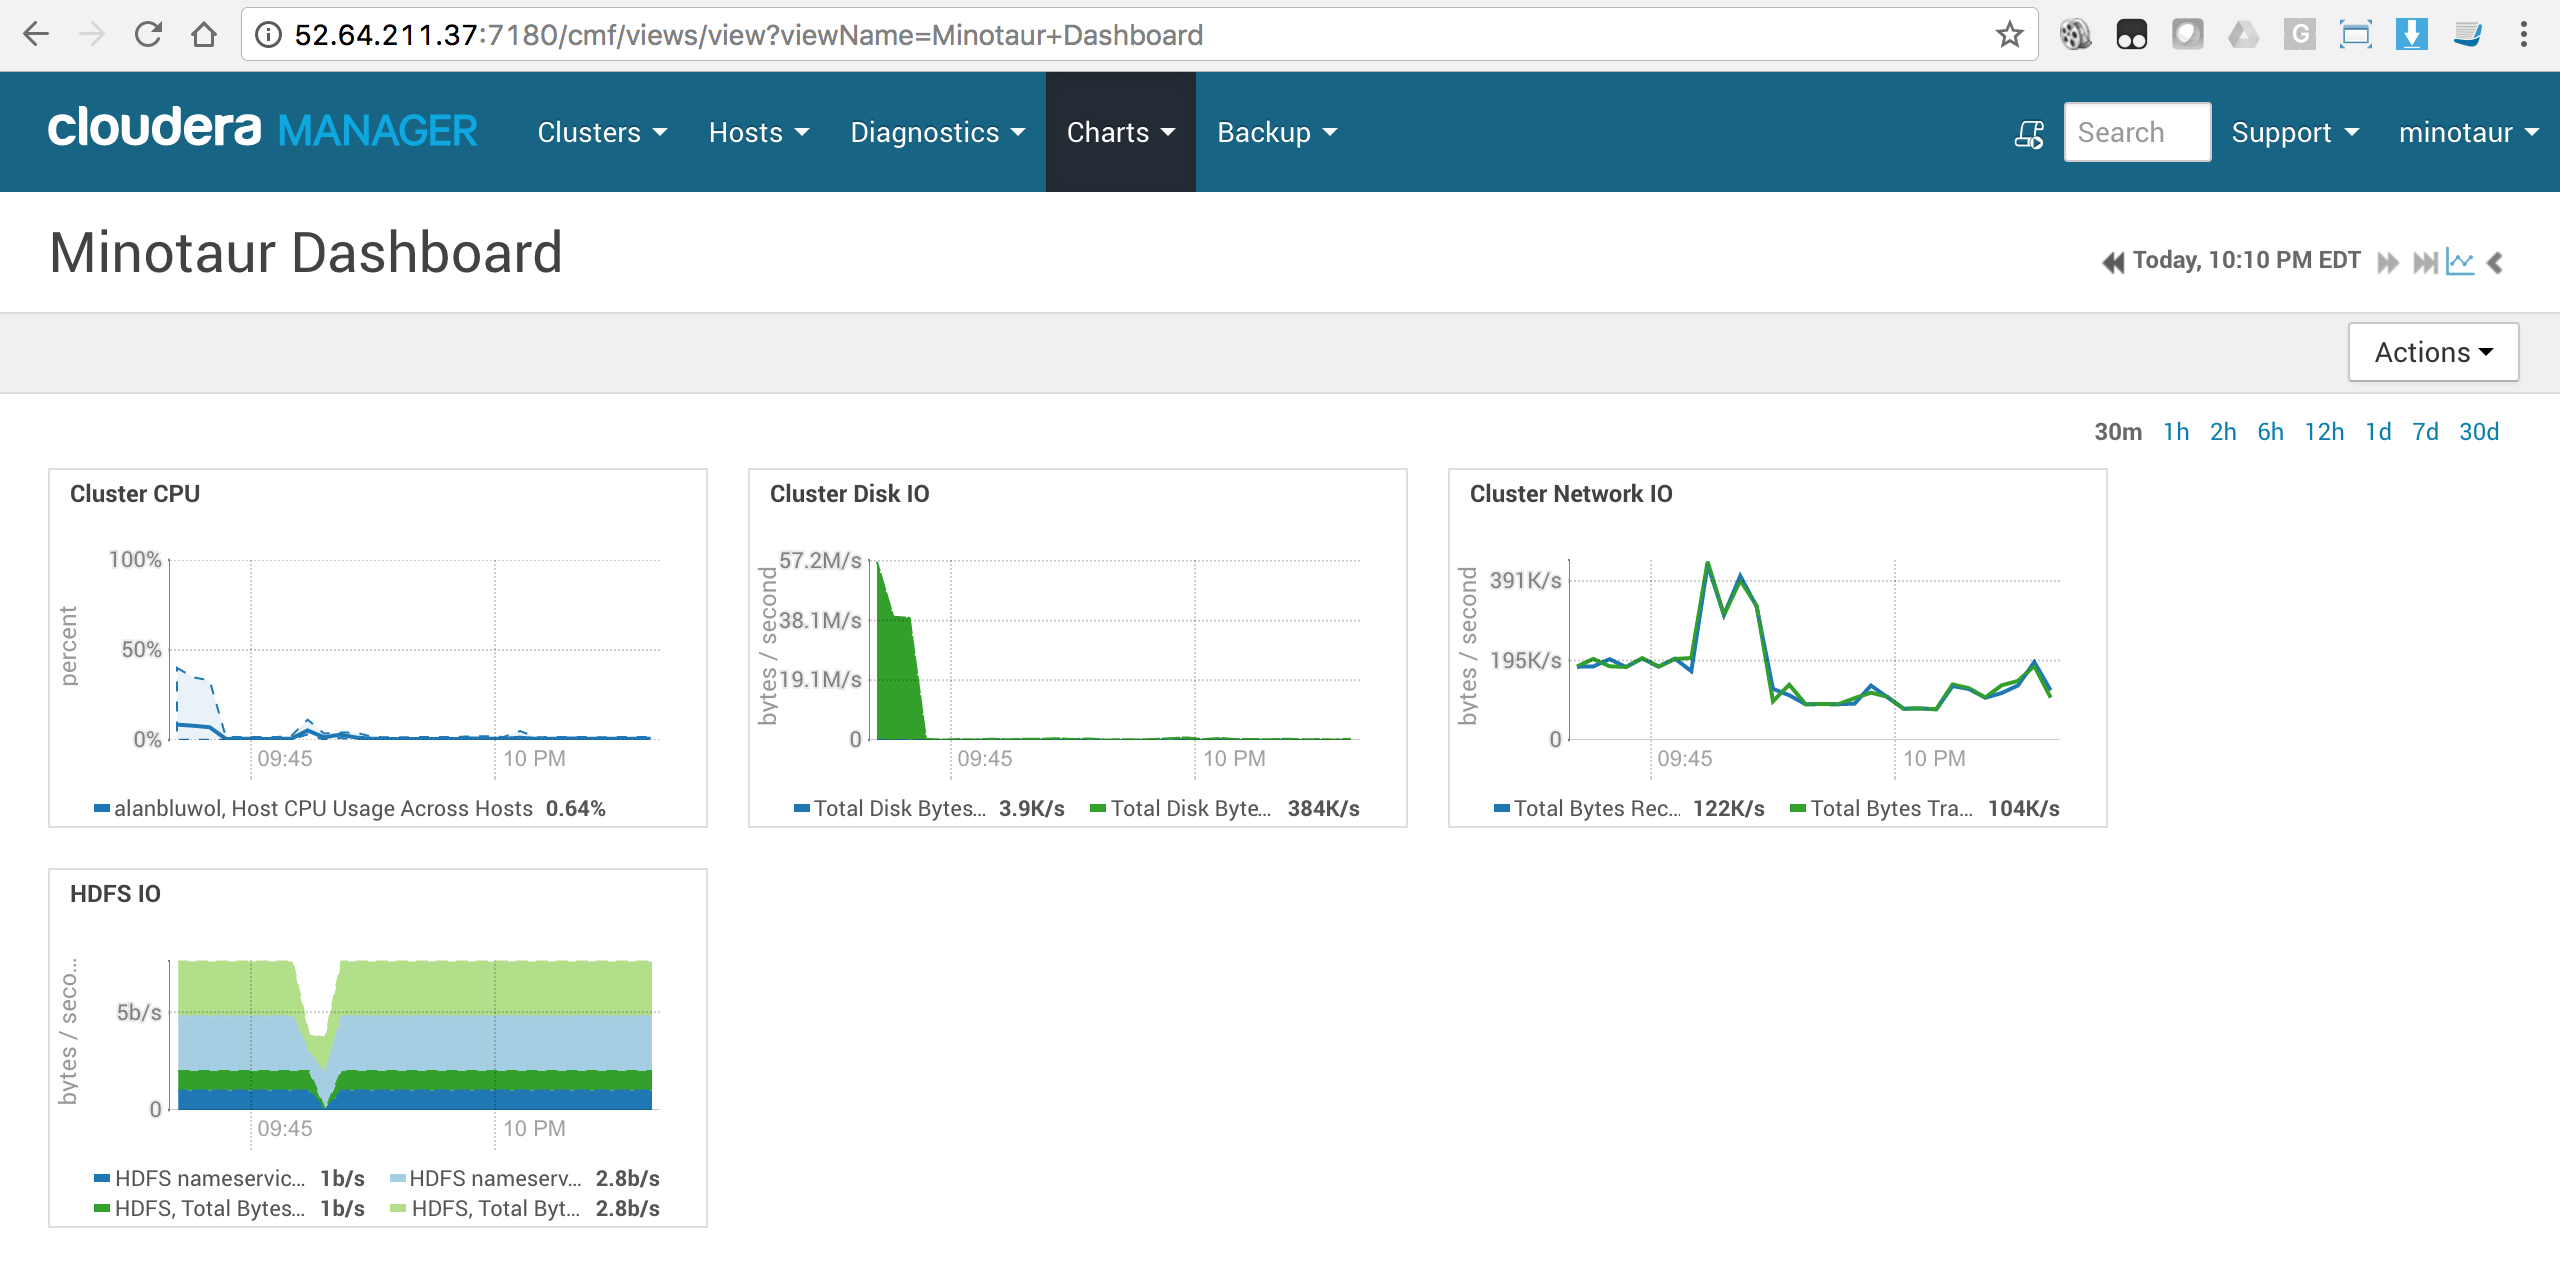 52.64.211.37:7180/cmf/views/view?viewName=Minotaur+Dashboard
G
cloudera MANAGER Clusters Hosts Diagnostics Charts Backup Search Support minotaur
Minotaur Dashboard
Today, 10:10 PM EDT
Actions
30m 1h 2h 6h 12h 1d 7d 30d
Cluster CPU
percent
100%
50%
0%
09:45 10 PM
alanbluwol, Host CPU Usage Across Hosts 0.64%
Cluster Disk IO
bytes / second
57.2M/s
38.1M/s
19.1M/s
0
09:45 10 PM
Total Disk Bytes... 3.9K/s Total Disk Byte... 384K/s
Cluster Network IO
bytes / second
391K/s
195K/s
0
09:45 10 PM
Total Bytes Rec... 122K/s Total Bytes Tra... 104K/s
HDFS IO
bytes / seco...
5b/s
0
09:45 10 PM
HDFS nameservic... 1b/s HDFS nameserv... 2.8b/s
HDFS, Total Bytes... 1b/s HDFS, Total Byt... 2.8b/s